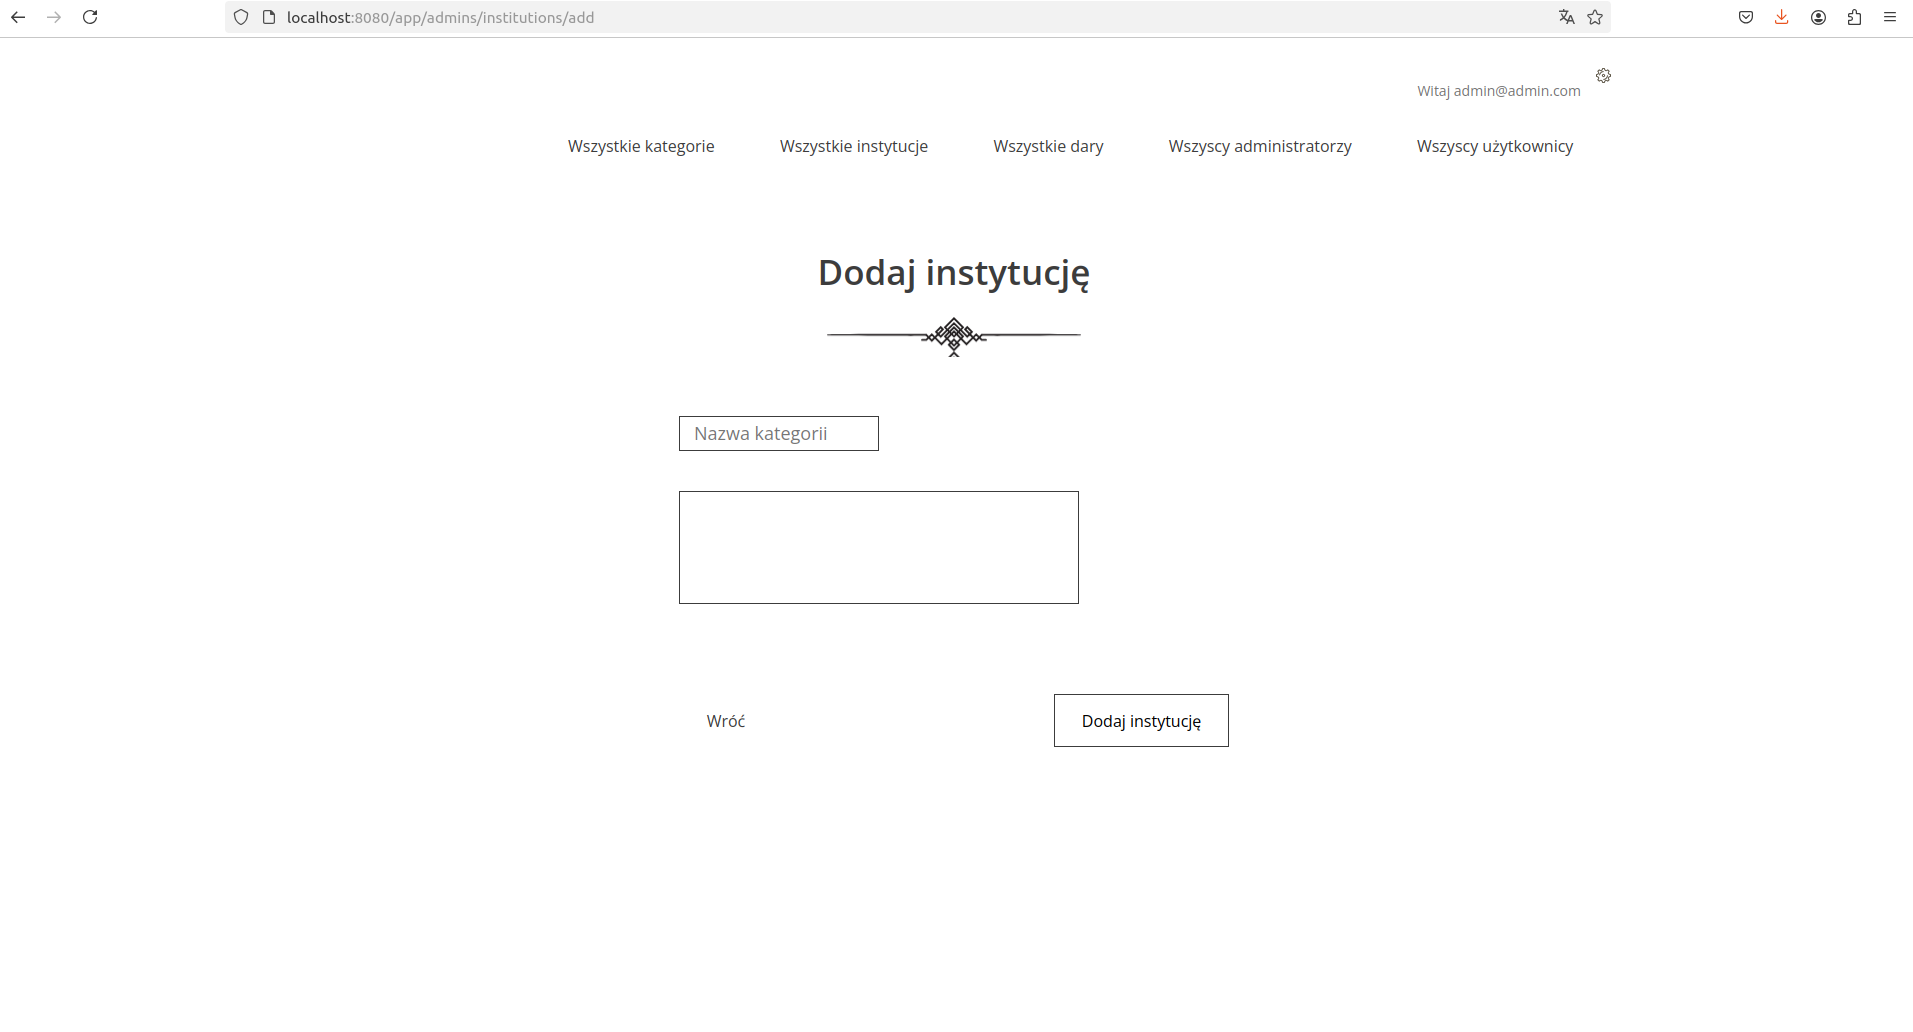 localhost:8080/app/admins/institutions/add
Witaj admin@admin.com
Wszystkie kategorie Wszystkie instytucje Wszystkie dary Wszyscy administratorzy Wszyscy użytkownicy
Dodaj instytucję
Nazwa kategorii
Wróć Dodaj instytucję